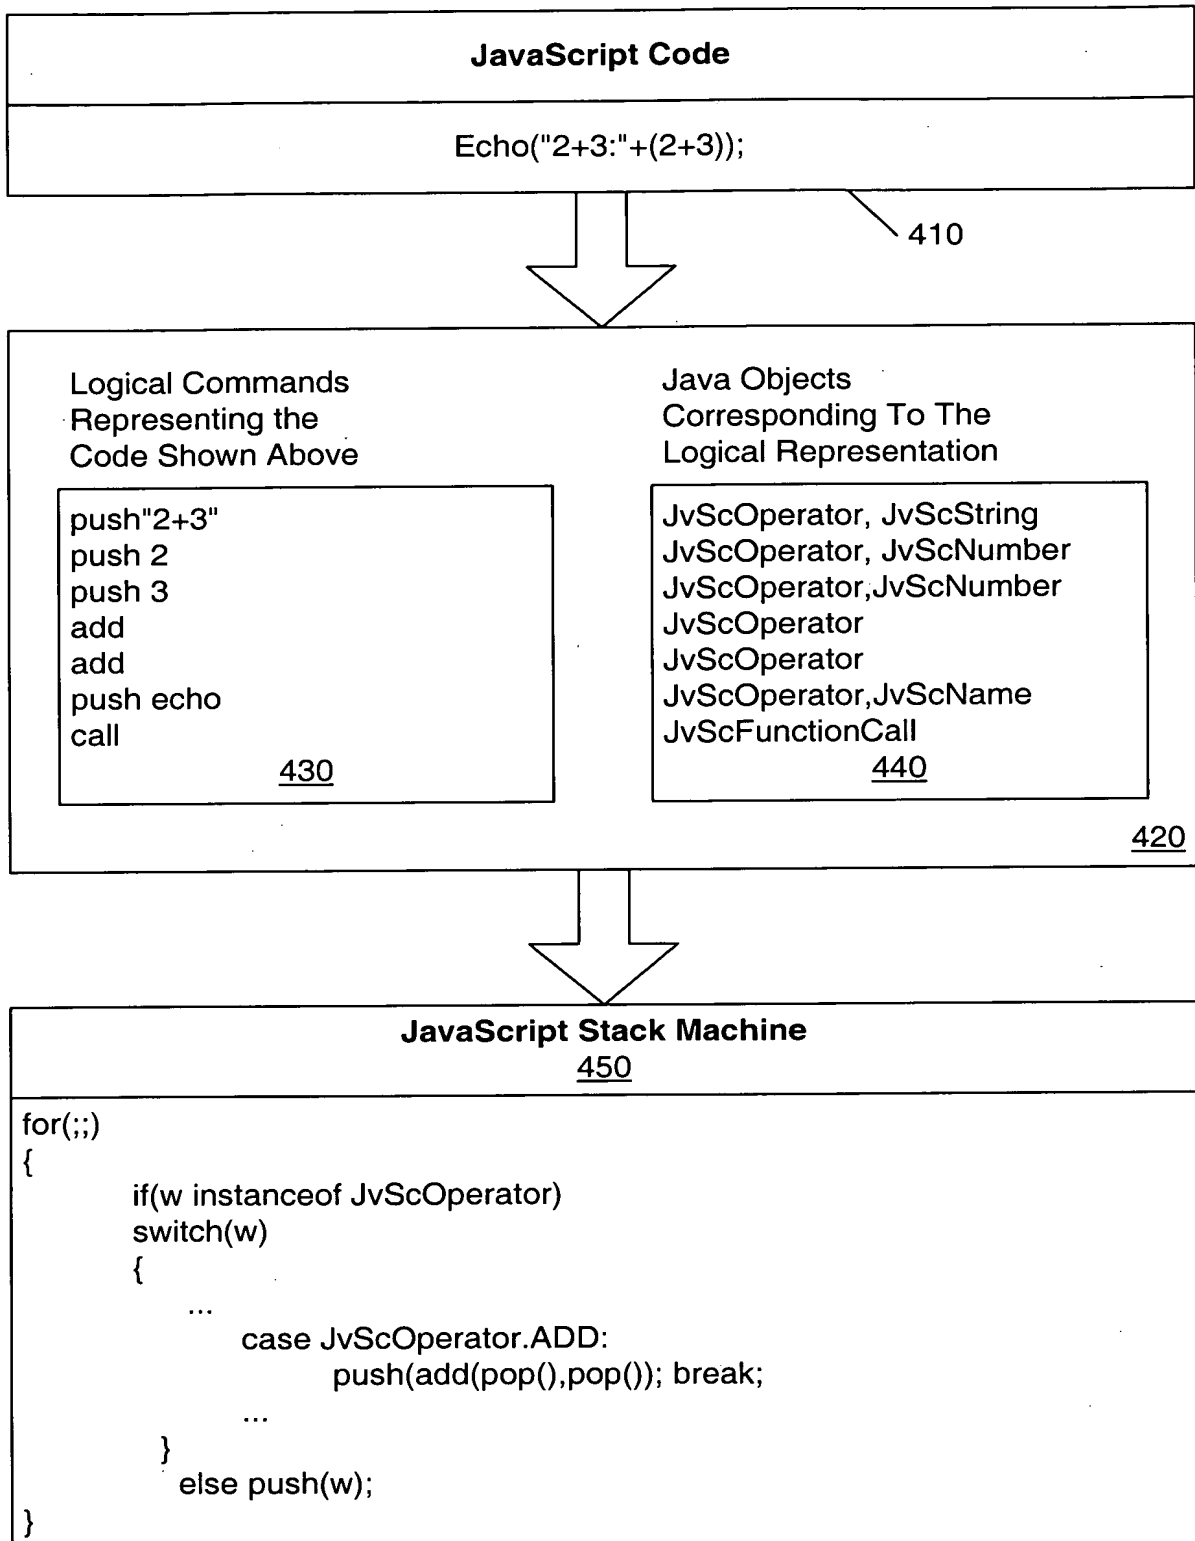 JavaScript Code
Echo("2+3:"+(2+3));
410
Logical Commands
Representing the
Code Shown Above
push"2+3"
push 2
push 3
add
add
push echo
call
430
Java Objects
Corresponding To The
Logical Representation
JvScOperator, JvScString
JvScOperator, JvScNumber
JvScOperator,JvScNumber
JvScOperator
JvScOperator
JvScOperator,JvScName
JvScFunctionCall
440
420
JavaScript Stack Machine
450
for(;;)
{
if(w instanceof JvScOperator)
switch(w)
{
...
case JvScOperator.ADD:
push(add(pop(),pop()); break;
...
}
else push(w);
}